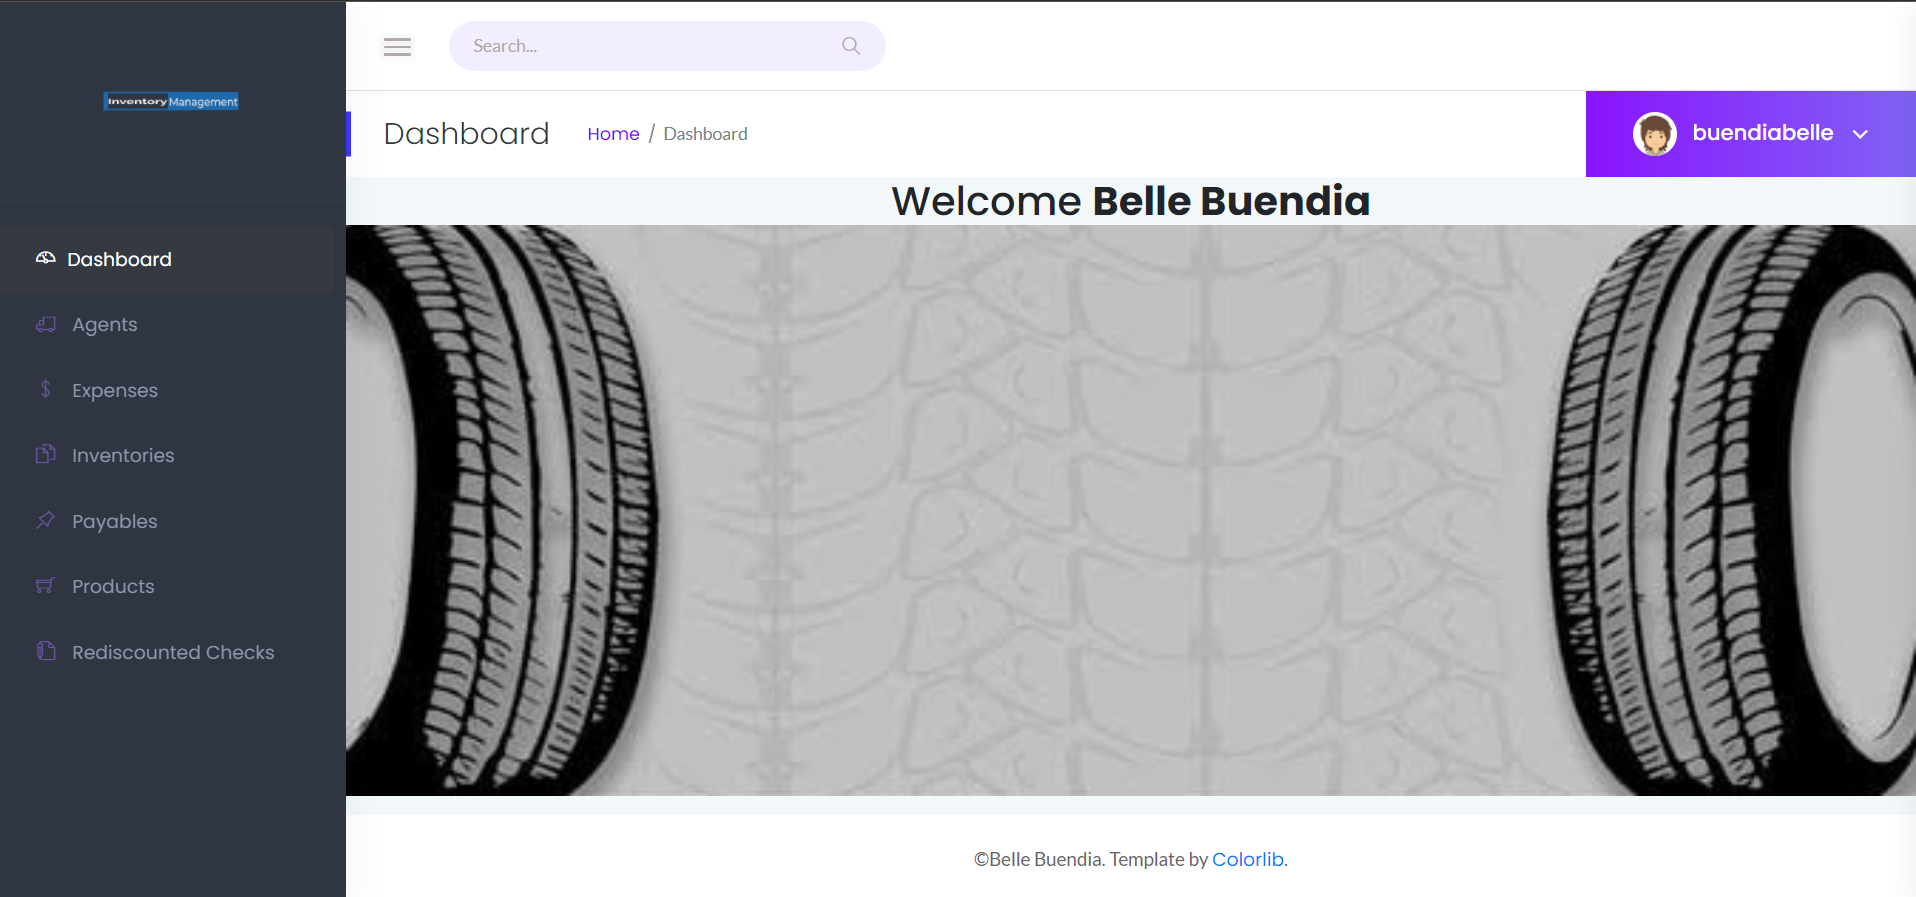 Inventory Management
Search...
Dashboard
Home / Dashboard
buendiabelle
Welcome Belle Buendia
Dashboard
Agents
Expenses
Inventories
Payables
Products
Rediscounted Checks
©Belle Buendia. Template by Colorlib.